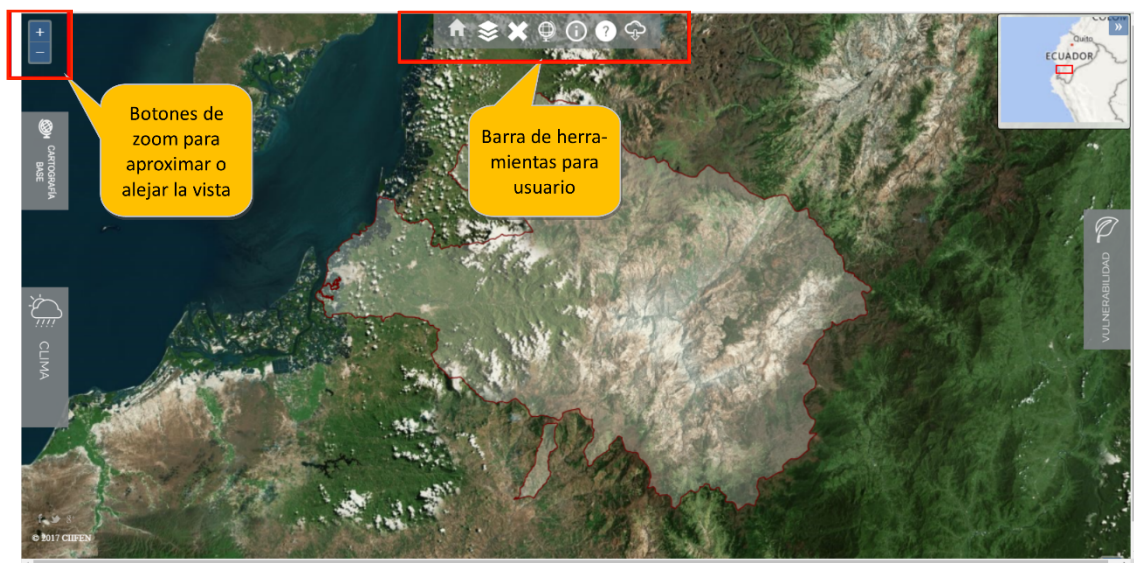 +
−
Botones de
zoom para
aproximar o
alejar la vista
Barra de herra-
mientas para
usuario
»
Quito
ECUADOR
CARTOGRAFÍA
BASE
CLIMA
VULNERABILIDAD
© 2017 CIIFEN